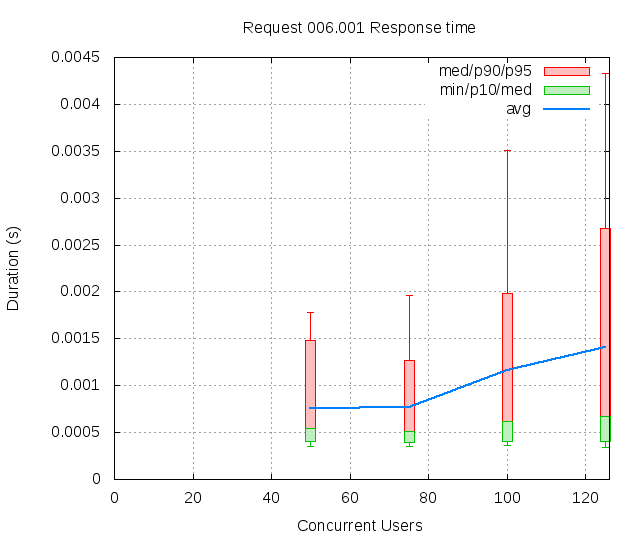 Request 006.001 Response time
0.0045
med/p90/p95
0.004
min/p10/med
avg
0.0035
0.003
0.0025
Duration (s)
0.002
0.0015
0.001
0.0005
0
0 20 40 60 80 100 120
Concurrent Users